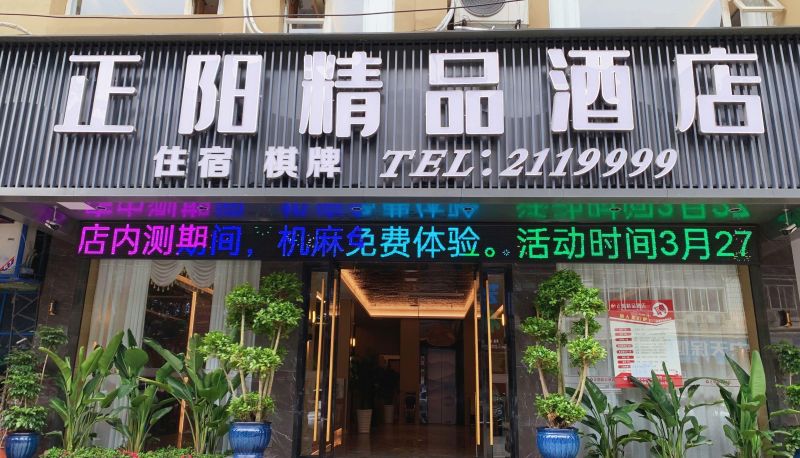 正阳精品酒店
住宿 棋牌 TEL:2119999
店内测期间，机麻免费体验。活动时间3月27